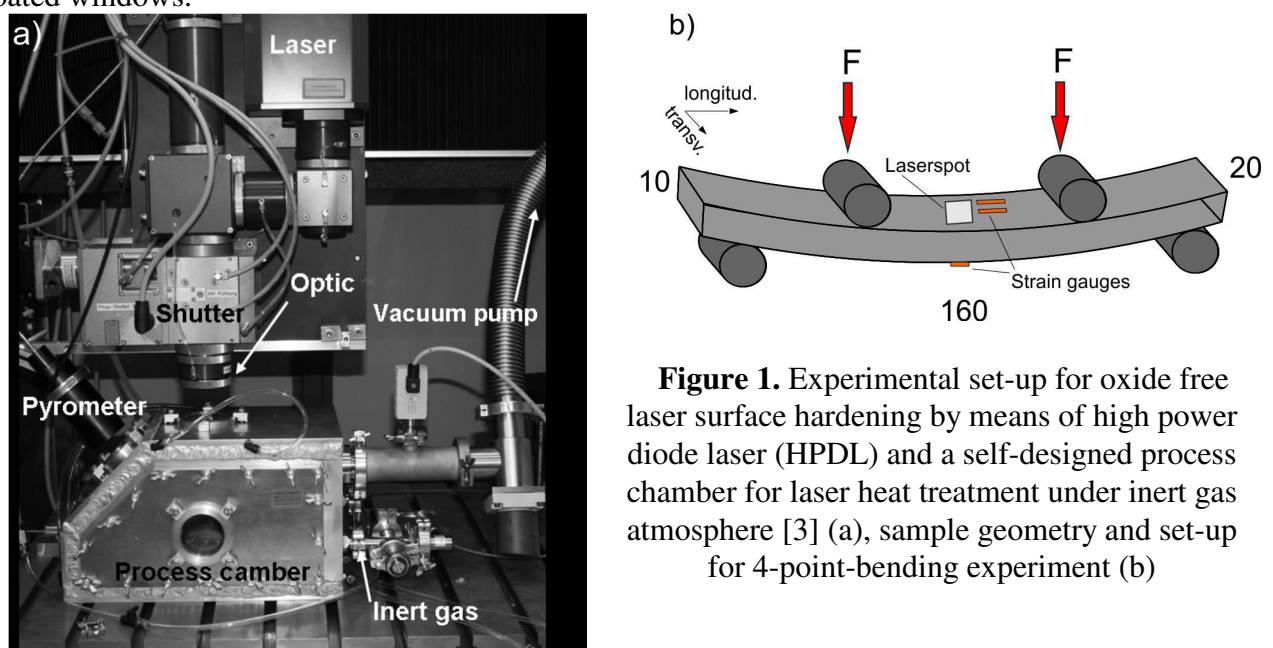 pated windows.
a)
Laser
Optic
Shutter
Vacuum pump
Pyrometer
Process camber
Inert gas
b)
F F
longitud.
transv.
Laserspot
10
20
Strain gauges
160
Figure 1. Experimental set-up for oxide free
laser surface hardening by means of high power
diode laser (HPDL) and a self-designed process
chamber for laser heat treatment under inert gas
atmosphere [3] (a), sample geometry and set-up
for 4-point-bending experiment (b)